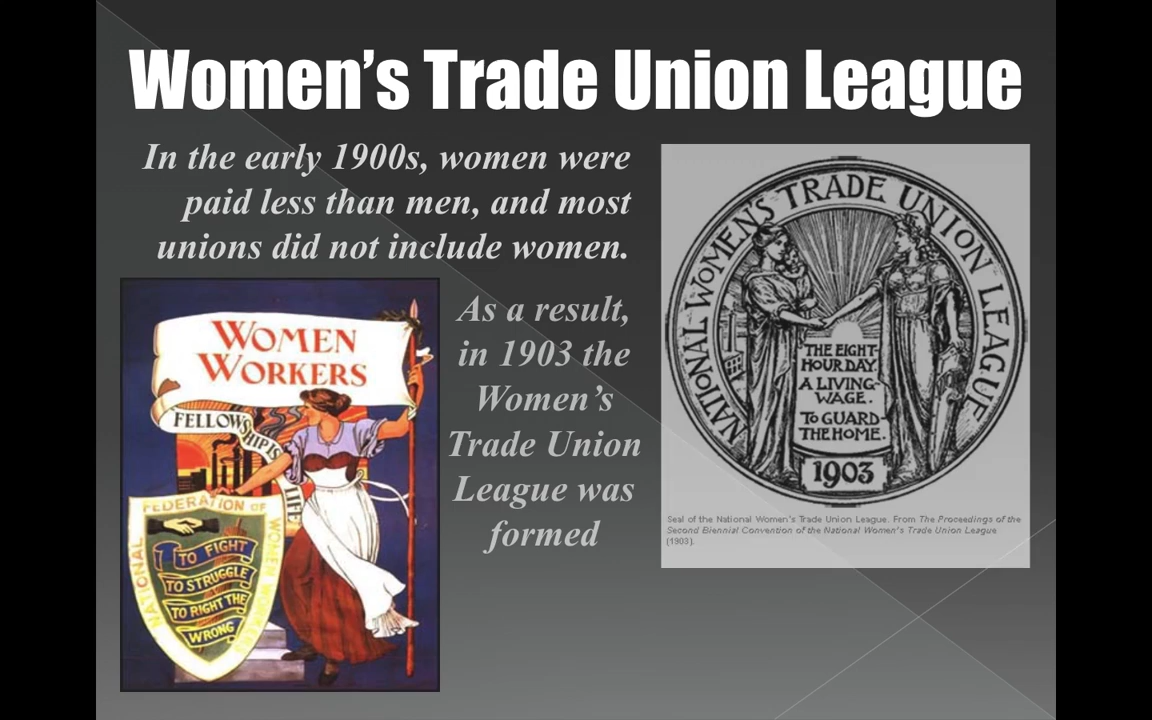 Women’s Trade Union League
In the early 1900s, women were
paid less than men, and most
unions did not include women.
As a result,
in 1903 the
Women’s
Trade Union
League was
formed
WOMEN
WORKERS
FELLOWSHIP IS
LIFE
NATIONAL FEDERATION OF WOMEN WORKERS
TO FIGHT
TO STRUGGLE
TO RIGHT THE
WRONG
NATIONAL WOMEN'S TRADE UNION LEAGUE
THE EIGHT-
HOUR DAY.
A LIVING-
WAGE.
TO GUARD
THE HOME.
1903
Seal of the National Women's Trade Union League. From The Proceedings of the
Second Biennial Convention of the National Women's Trade Union League
(1903).